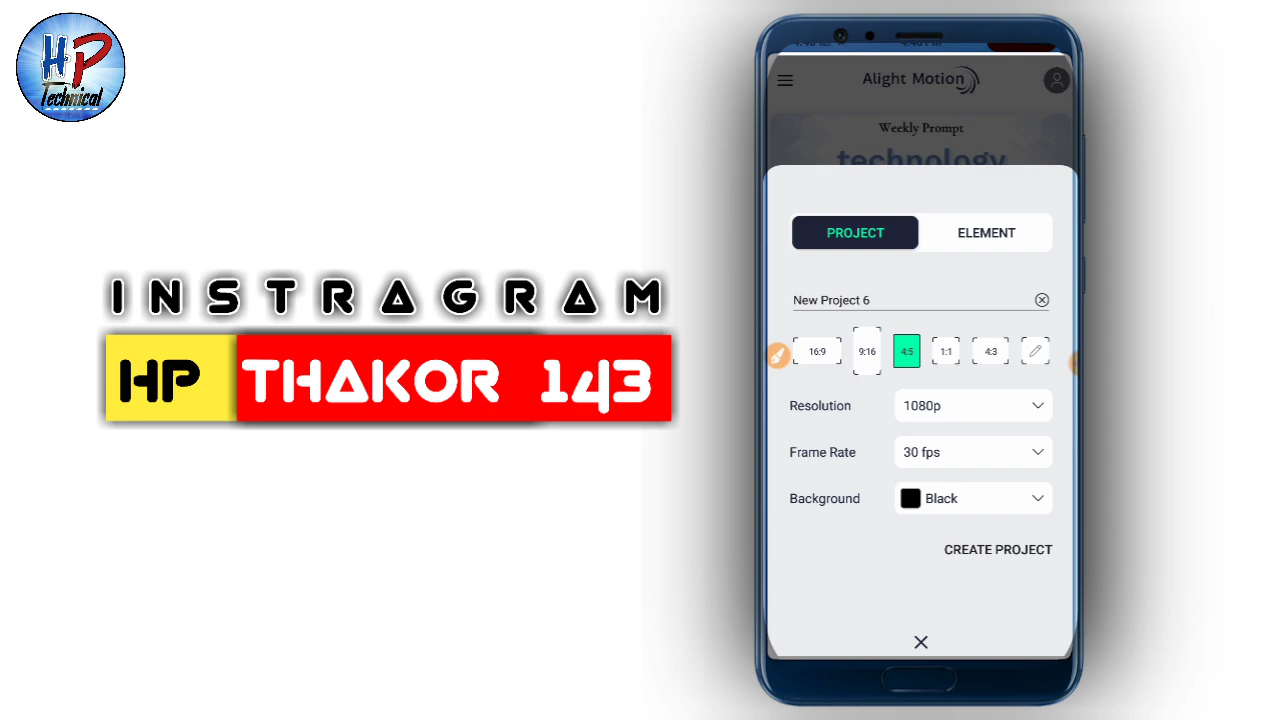 HP
Technical
INSTRAGRAM
HP THAKOR 143
Alight Motion
Weekly Prompt
technology
PROJECT ELEMENT
New Project 6
16:9 9:16 4:5 1:1 4:3
Resolution 1080p
Frame Rate 30 fps
Background Black
CREATE PROJECT